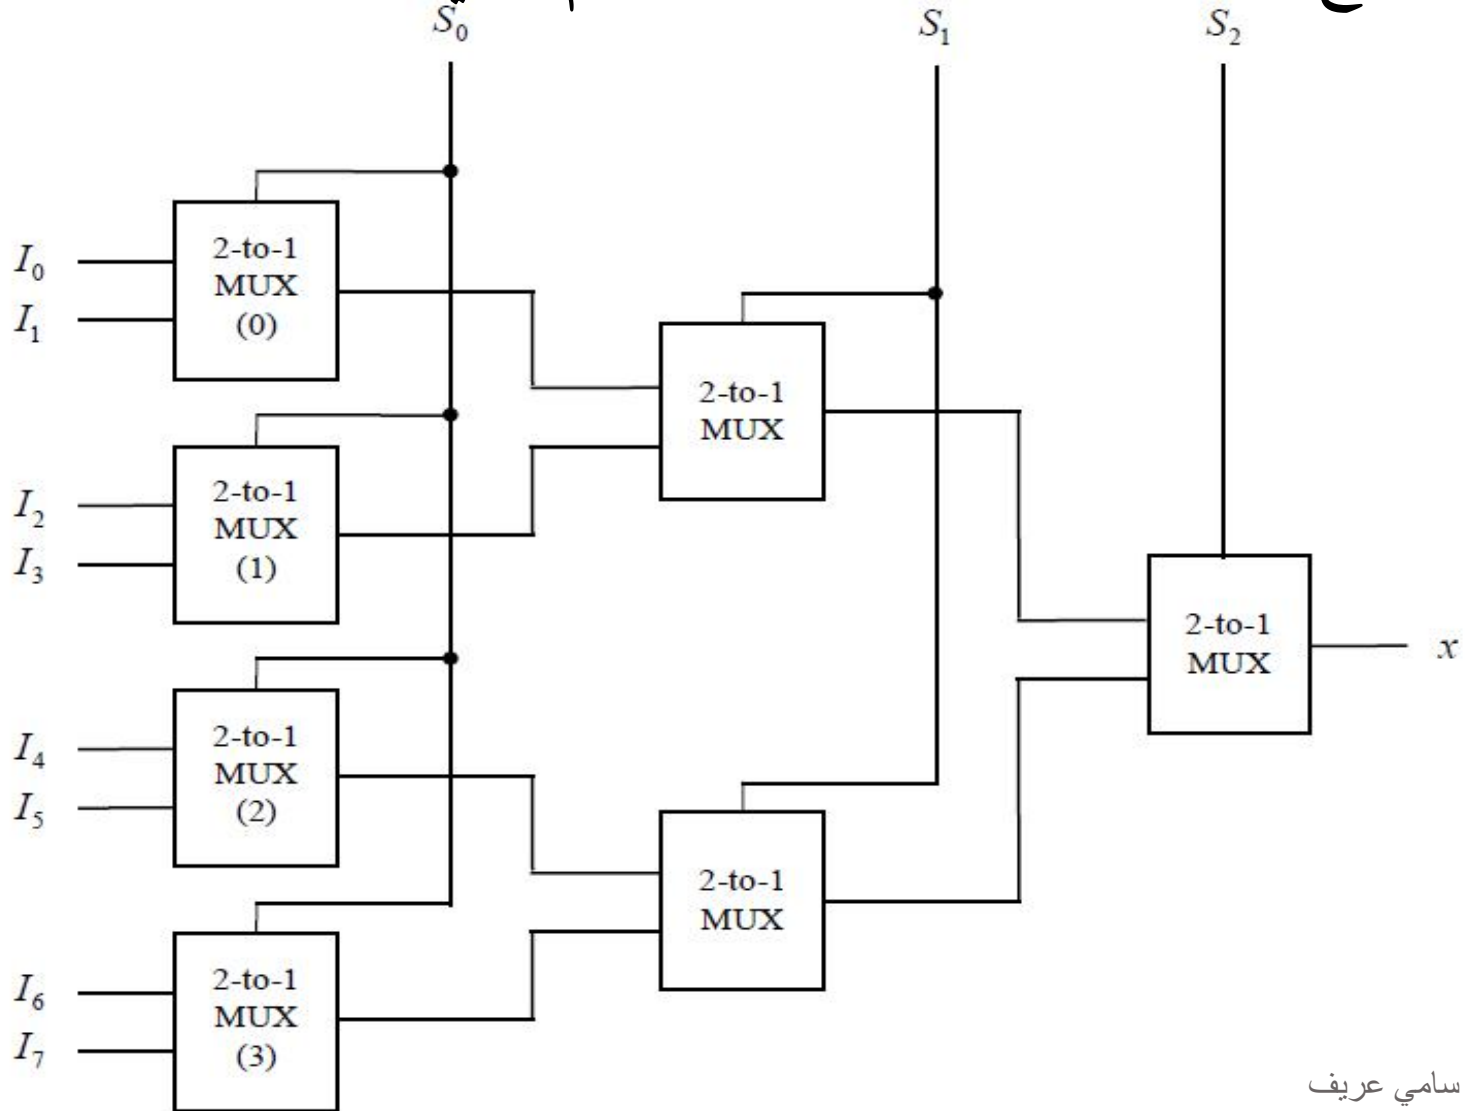 S₀ S₁ S₂
2-to-1
MUX
(0)
I₀
I₁
2-to-1
MUX
2-to-1
MUX
(1)
I₂
I₃
2-to-1
MUX
x
2-to-1
MUX
(2)
I₄
I₅
2-to-1
MUX
2-to-1
MUX
(3)
I₆
I₇
سامي عريف